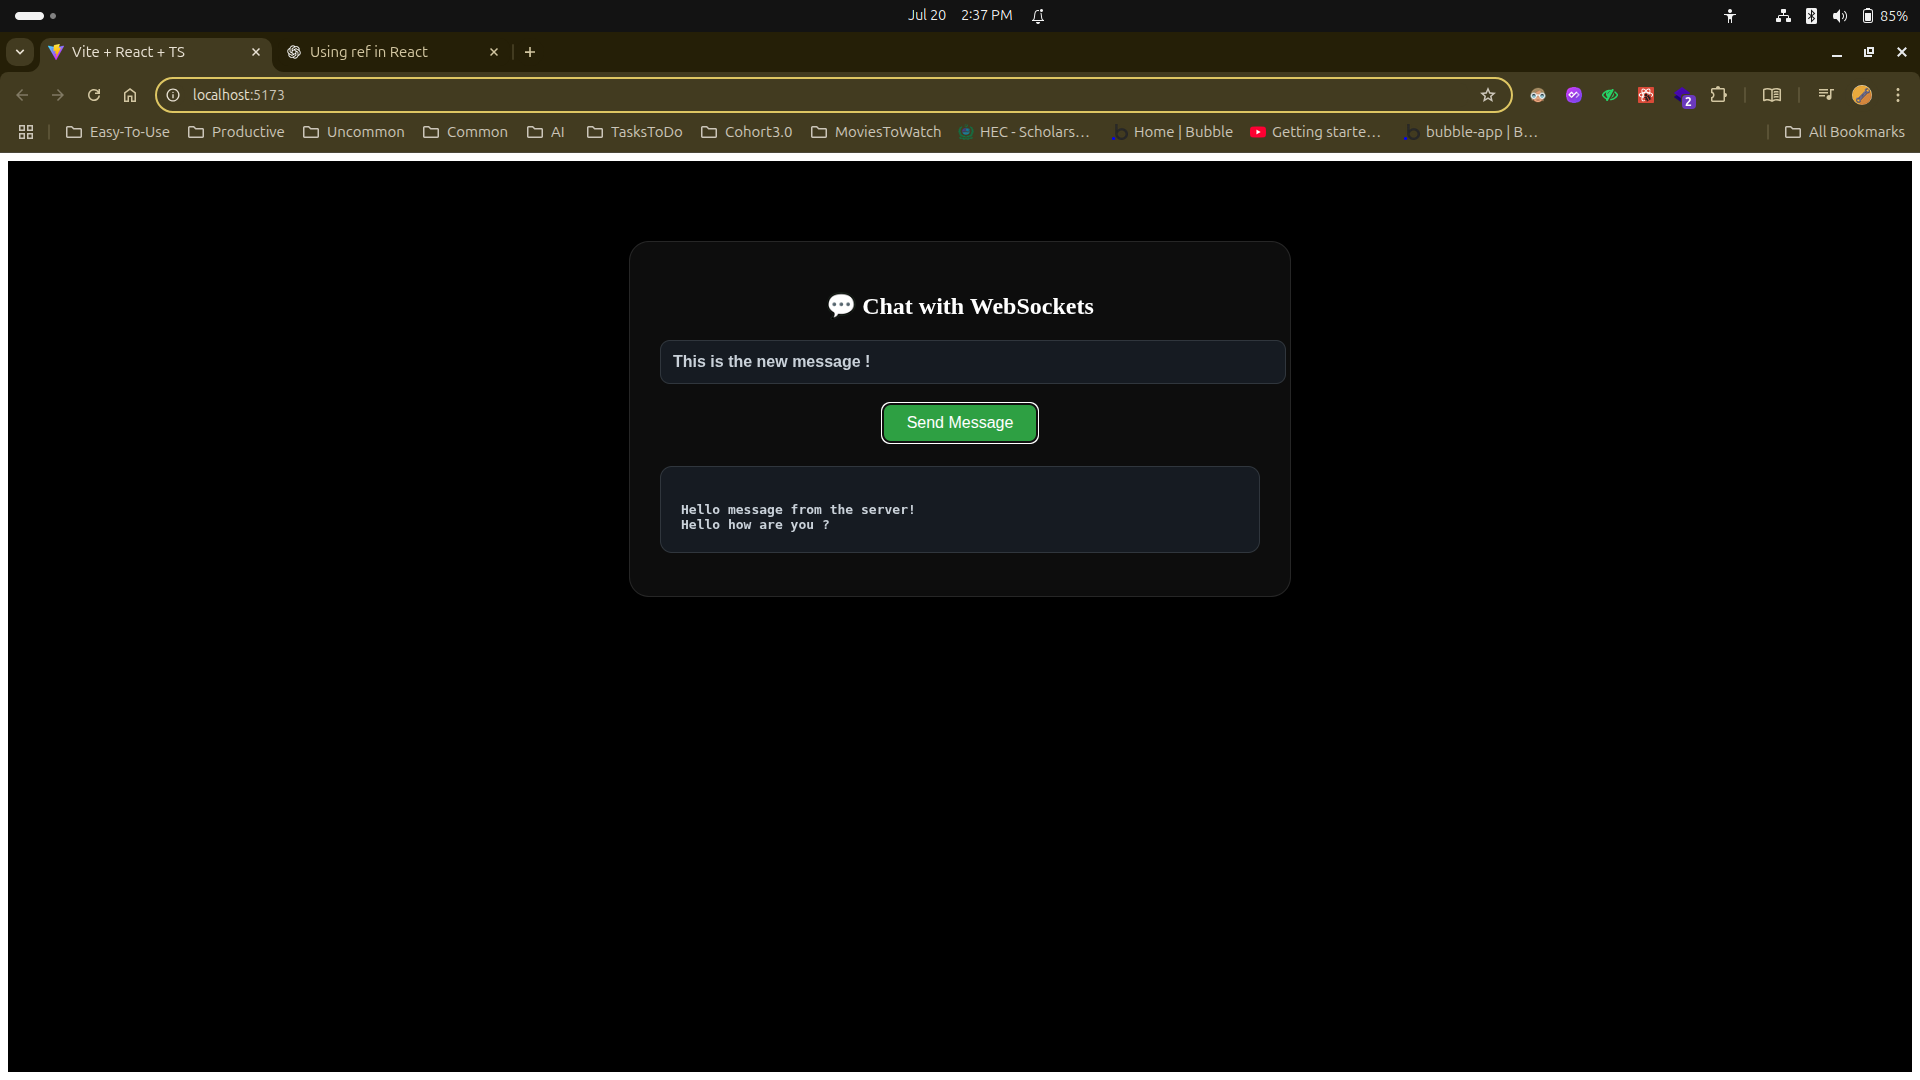 Jul 20 2:37 PM
85%
Vite + React + TS
Using ref in React
localhost:5173
2
Easy-To-Use
Productive
Uncommon
Common
AI
TasksToDo
Cohort3.0
MoviesToWatch
HEC - Scholars...
Home | Bubble
Getting starte...
bubble-app | B...
All Bookmarks
💬 Chat with WebSockets
This is the new message !
Send Message
Hello message from the server!
Hello how are you ?